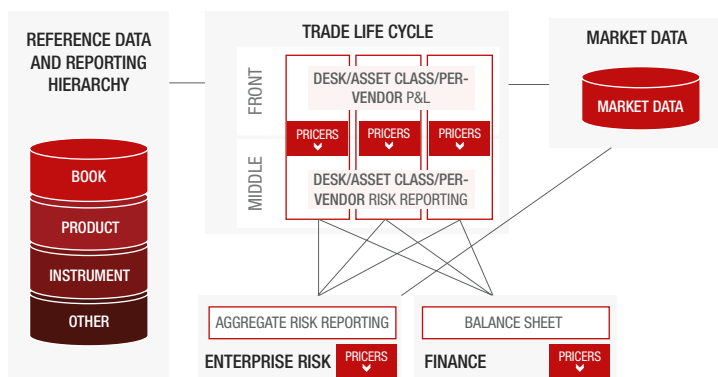 REFERENCE DATA
AND REPORTING
HIERARCHY
BOOK
PRODUCT
INSTRUMENT
OTHER
TRADE LIFE CYCLE
FRONT
DESK/ASSET CLASS/PER-
VENDOR P&L
PRICERS
PRICERS
PRICERS
MIDDLE
DESK/ASSET CLASS/PER-
VENDOR RISK REPORTING
MARKET DATA
MARKET DATA
AGGREGATE RISK REPORTING
ENTERPRISE RISK
PRICERS
BALANCE SHEET
FINANCE
PRICERS